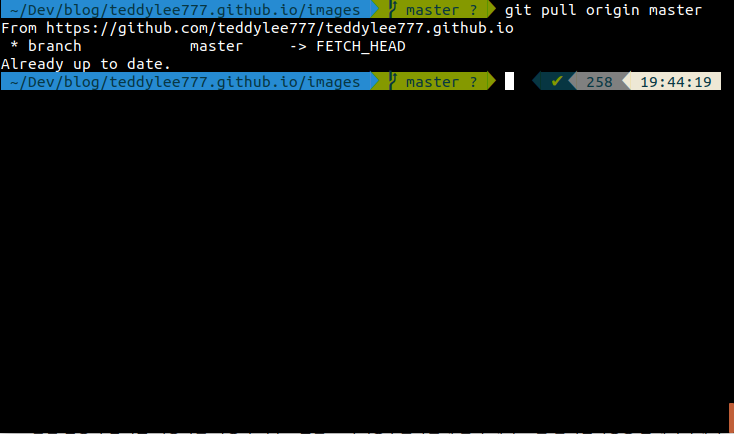 ~/Dev/blog/teddylee777.github.io/images master ? git pull origin master
From https://github.com/teddylee777/teddylee777.github.io
* branch master -> FETCH_HEAD
Already up to date.
~/Dev/blog/teddylee777.github.io/images master ? ✔ 258 19:44:19